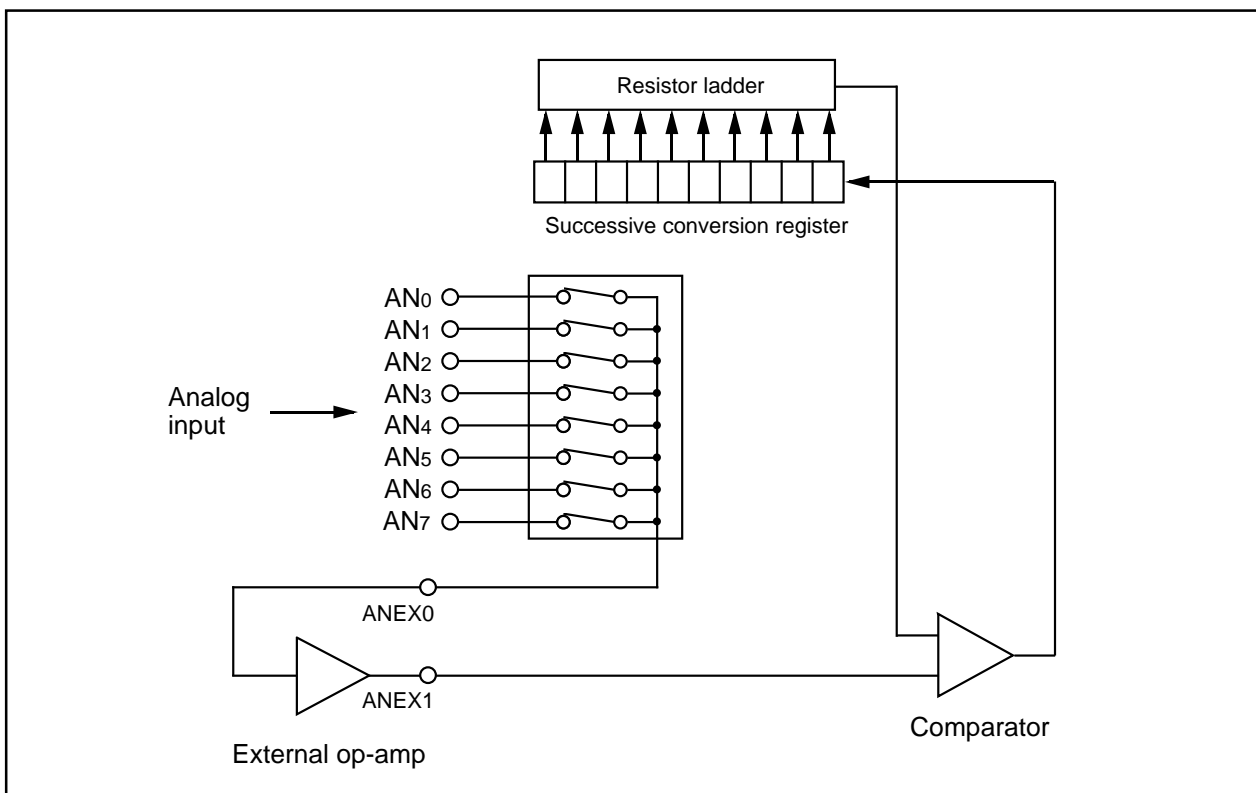 Resistor ladder
Successive conversion register
AN0
AN1
AN2
AN3
AN4
AN5
AN6
AN7
Analog
input
ANEX0
ANEX1
External op-amp
Comparator